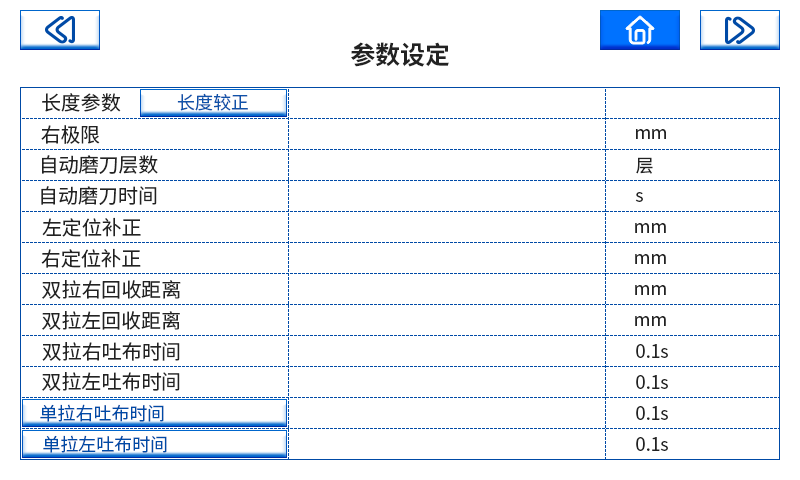 参数设定
长度参数 长度较正
右极限 mm
自动磨刀层数 层
自动磨刀时间 s
左定位补正 mm
右定位补正 mm
双拉右回收距离 mm
双拉左回收距离 mm
双拉右吐布时间 0.1s
双拉左吐布时间 0.1s
单拉右吐布时间 0.1s
单拉左吐布时间 0.1s